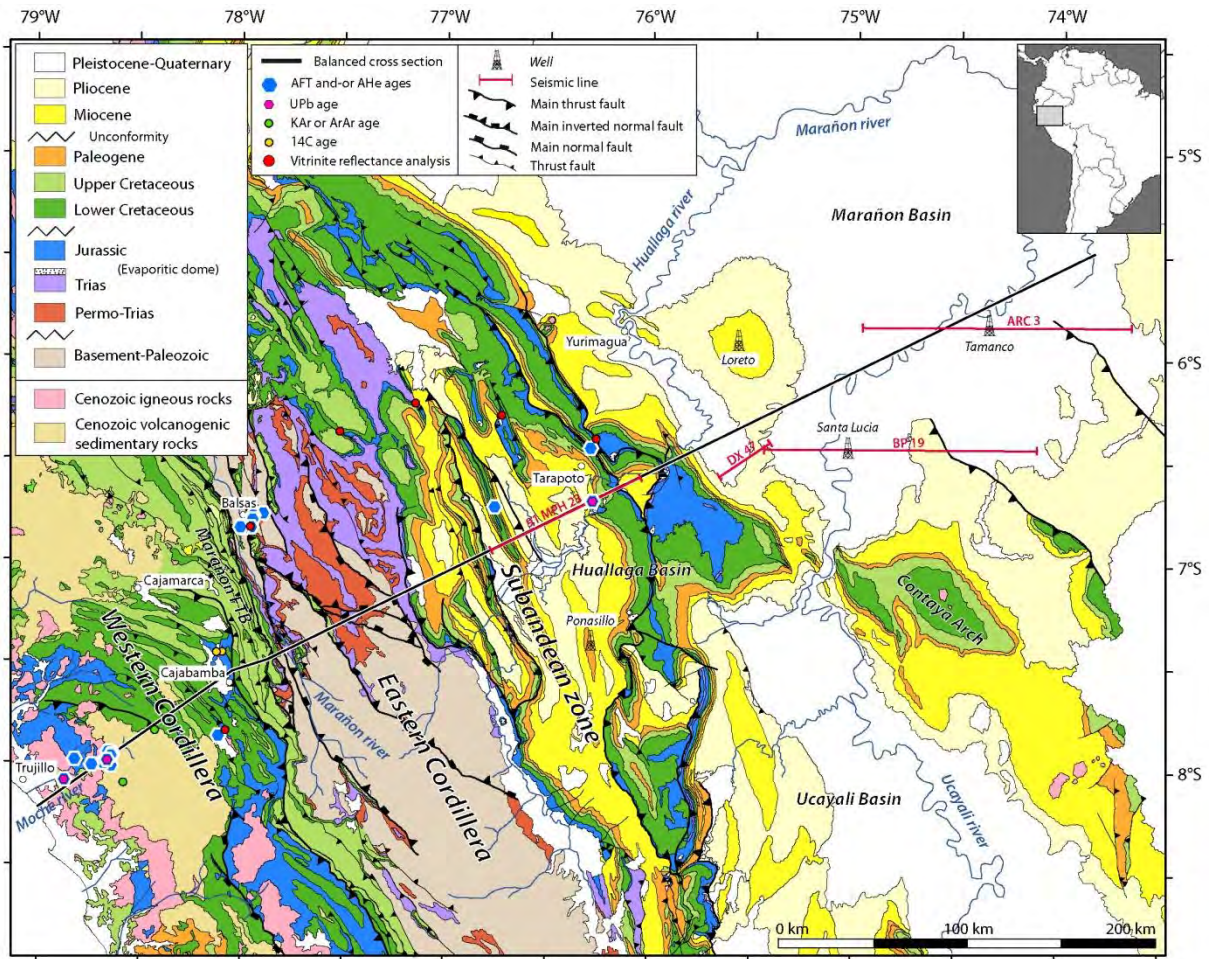 79°W
78°W
77°W
76°W
75°W
74°W
Pleistocene-Quaternary
Pliocene
Miocene
Unconformity
Paleogene
Upper Cretaceous
Lower Cretaceous
Jurassic
(Evaporitic dome)
Trias
Permo-Trias
Basement-Paleozoic
Cenozoic igneous rocks
Cenozoic volcanogenic
sedimentary rocks
Balanced cross section
AFT and-or AHe ages
UPb age
KAr or ArAr age
14C age
Vitrinite reflectance analysis
Well
Seismic line
Main thrust fault
Main inverted normal fault
Main normal fault
Thrust fault
Marañon river
5°S
Huallaga river
Marañon Basin
ARC 3
Tamanco
Yurimagua
Loreto
6°S
Santa Lucia
BP 19
DX 43
Tarapoto
81 MPH 23
Balsas
Marañon FTB
Cajamarca
Huallaga Basin
7°S
Subandean zone
Ponasillo
Contaya Arch
Western Cordillera
Cajabamba
Marañon river
Eastern Cordillera
Trujillo
Moche river
8°S
Ucayali Basin
Ucayali river
0 km
100 km
200 km